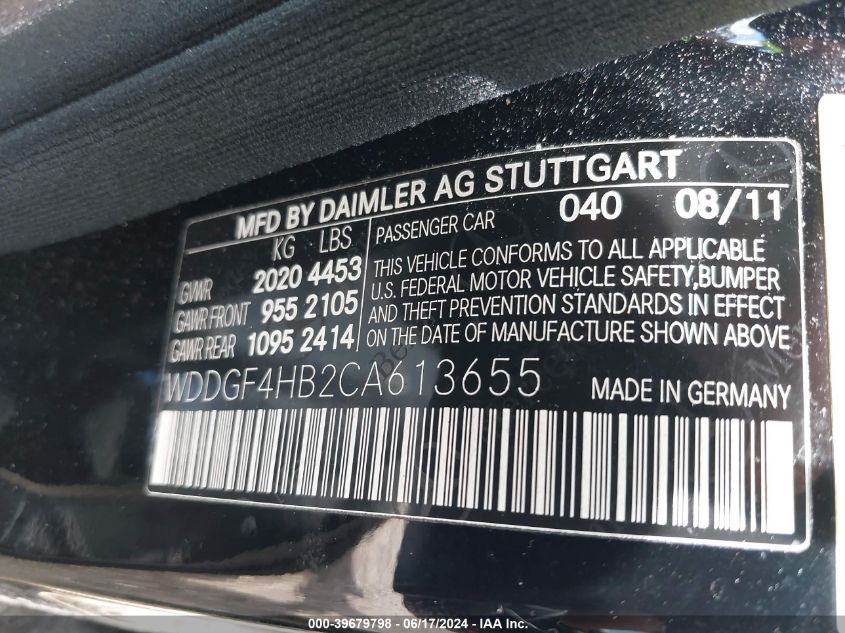 MFD BY DAIMLER AG STUTTGART
KG LBS
GVWR 2020 4453
GAWR FRONT 955 2105
GAWR REAR 1095 2414
PASSENGER CAR 040 08/11
THIS VEHICLE CONFORMS TO ALL APPLICABLE
U.S. FEDERAL MOTOR VEHICLE SAFETY,BUMPER
AND THEFT PREVENTION STANDARDS IN EFFECT
ON THE DATE OF MANUFACTURE SHOWN ABOVE
WDDGF4HB2CA613655 MADE IN GERMANY
000-39679798 - 06/17/2024 - IAA Inc.